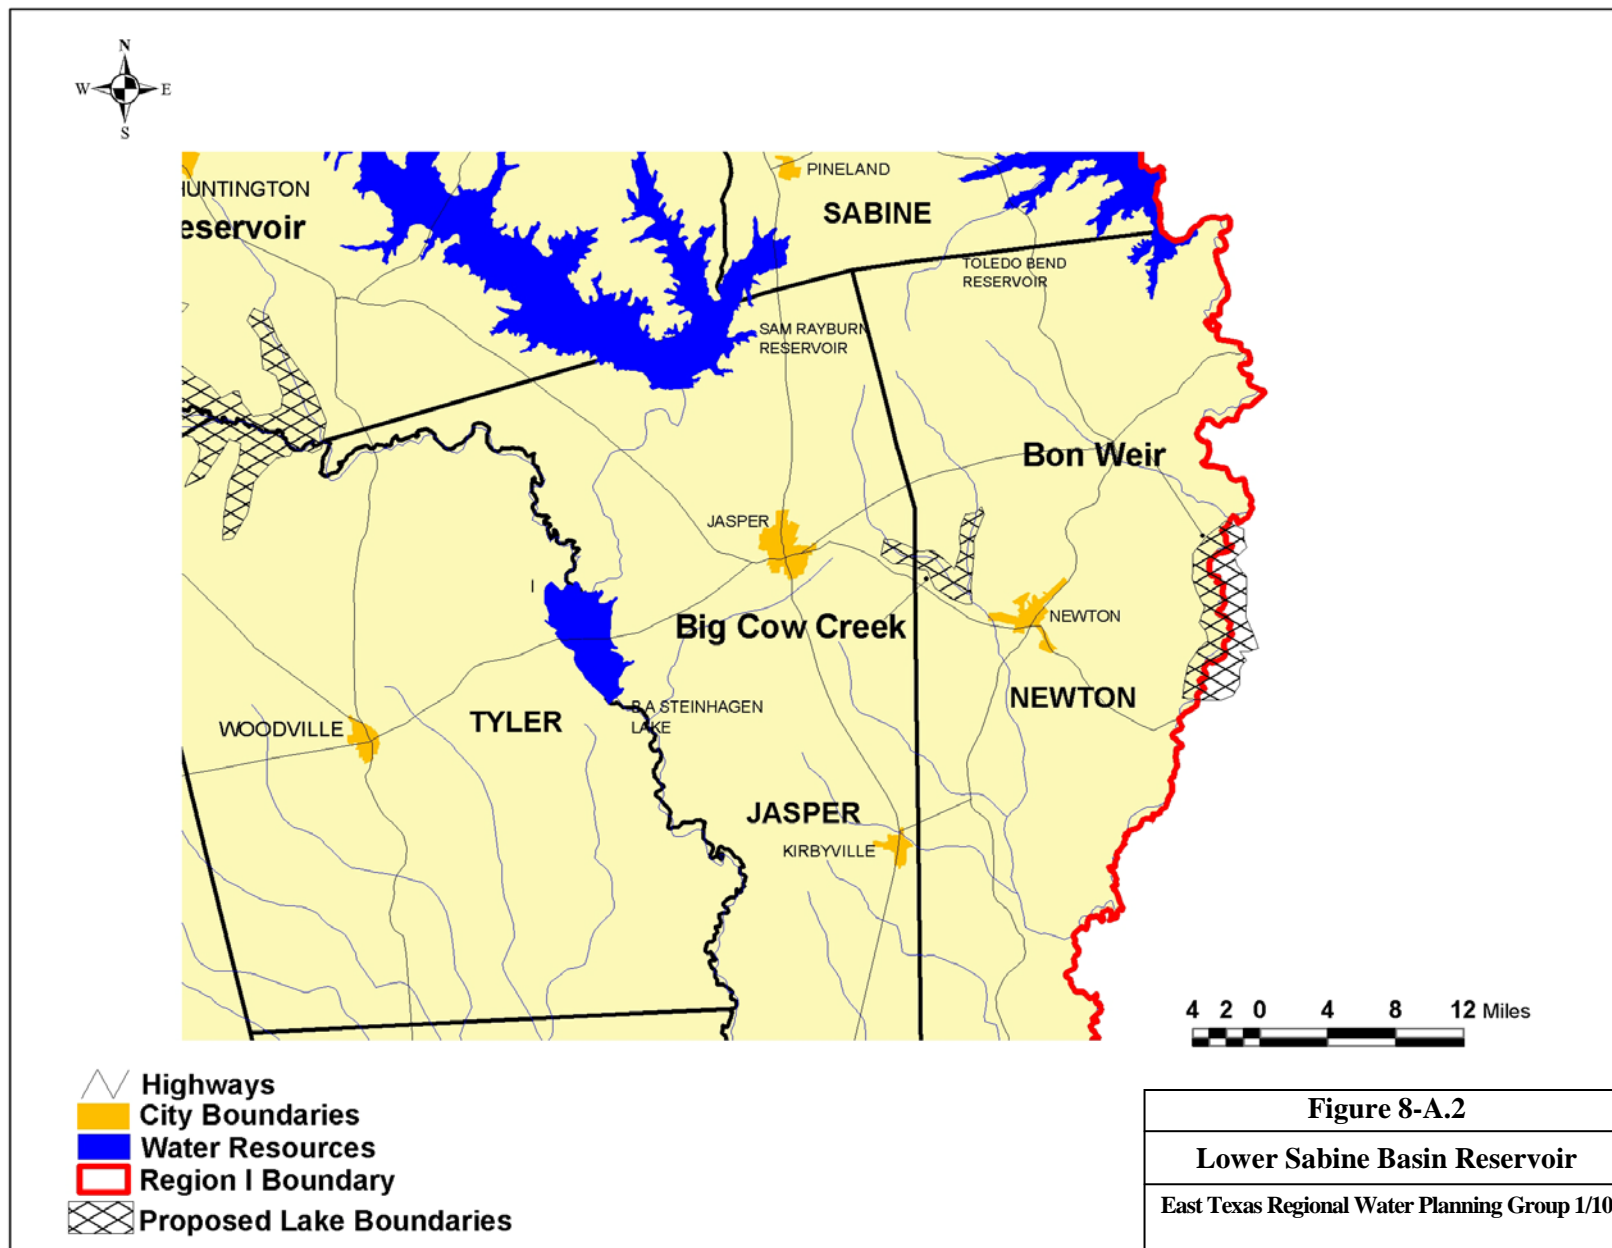 N
W
E
S
PINELAND
HUNTINGTON
SABINE
eservoir
TOLEDO BEND
RESERVOIR
SAM RAYBURN
RESERVOIR
Bon Weir
JASPER
NEWTON
Big Cow Creek
NEWTON
B.A STEINHAGEN
LAKE
TYLER
WOODVILLE
JASPER
KIRBYVILLE
4 2 0 4 8 12 Miles
Highways
City Boundaries
Water Resources
Region I Boundary
Proposed Lake Boundaries
Figure 8-A.2
Lower Sabine Basin Reservoir
East Texas Regional Water Planning Group 1/10